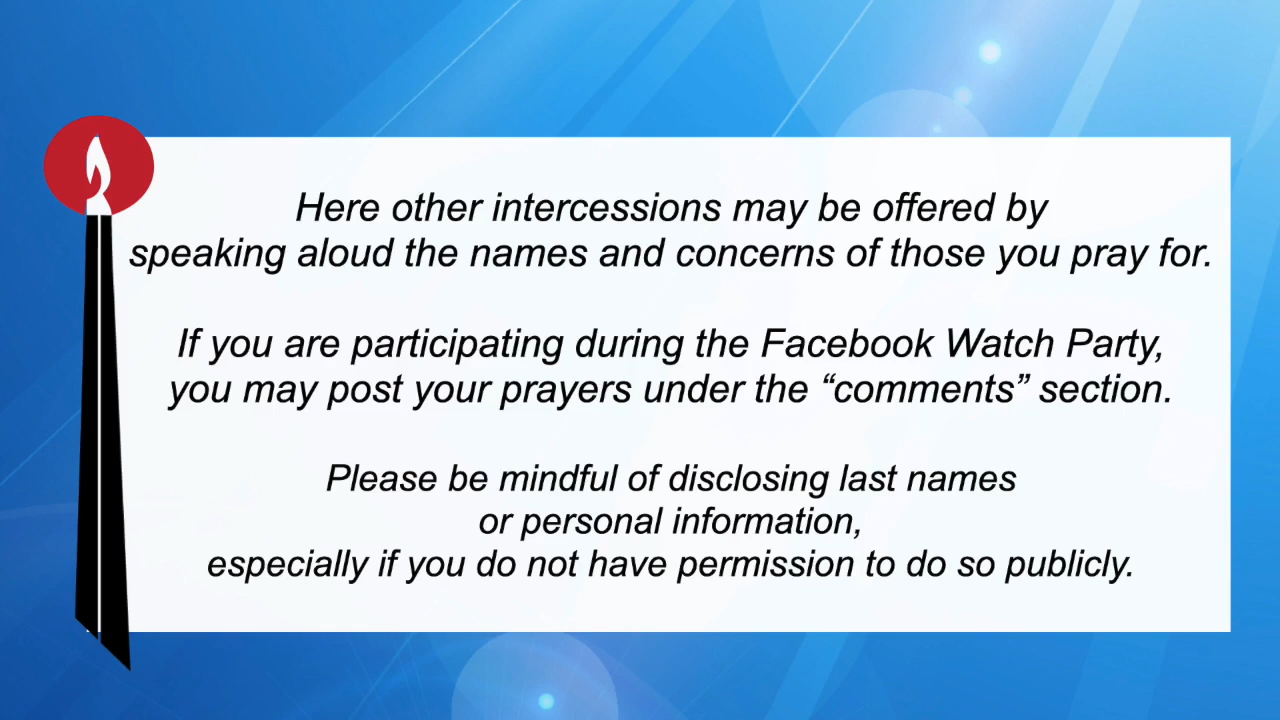 Here other intercessions may be offered by
speaking aloud the names and concerns of those you pray for.
If you are participating during the Facebook Watch Party,
you may post your prayers under the “comments” section.
Please be mindful of disclosing last names
or personal information,
especially if you do not have permission to do so publicly.